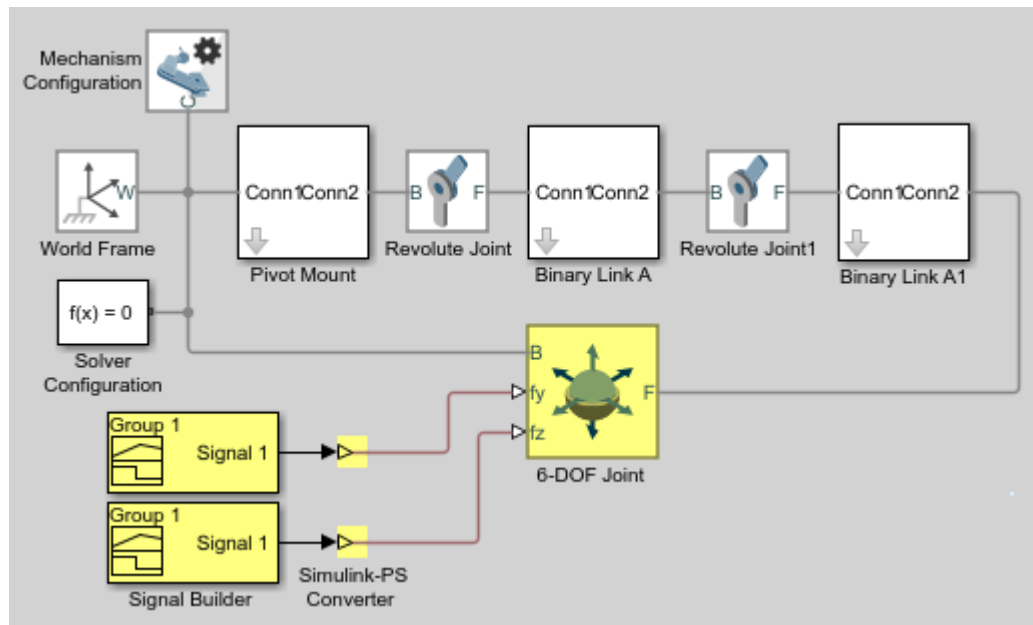 Mechanism
Configuration
C
W
World Frame
Conn1Conn2
Pivot Mount
B
F
Revolute Joint
Conn1Conn2
Binary Link A
B
F
Revolute Joint1
Conn1Conn2
Binary Link A1
f(x) = 0
Solver
Configuration
B
fy
fz
F
6-DOF Joint
Group 1
Signal 1
Group 1
Signal 1
Signal Builder
Simulink-PS
Converter